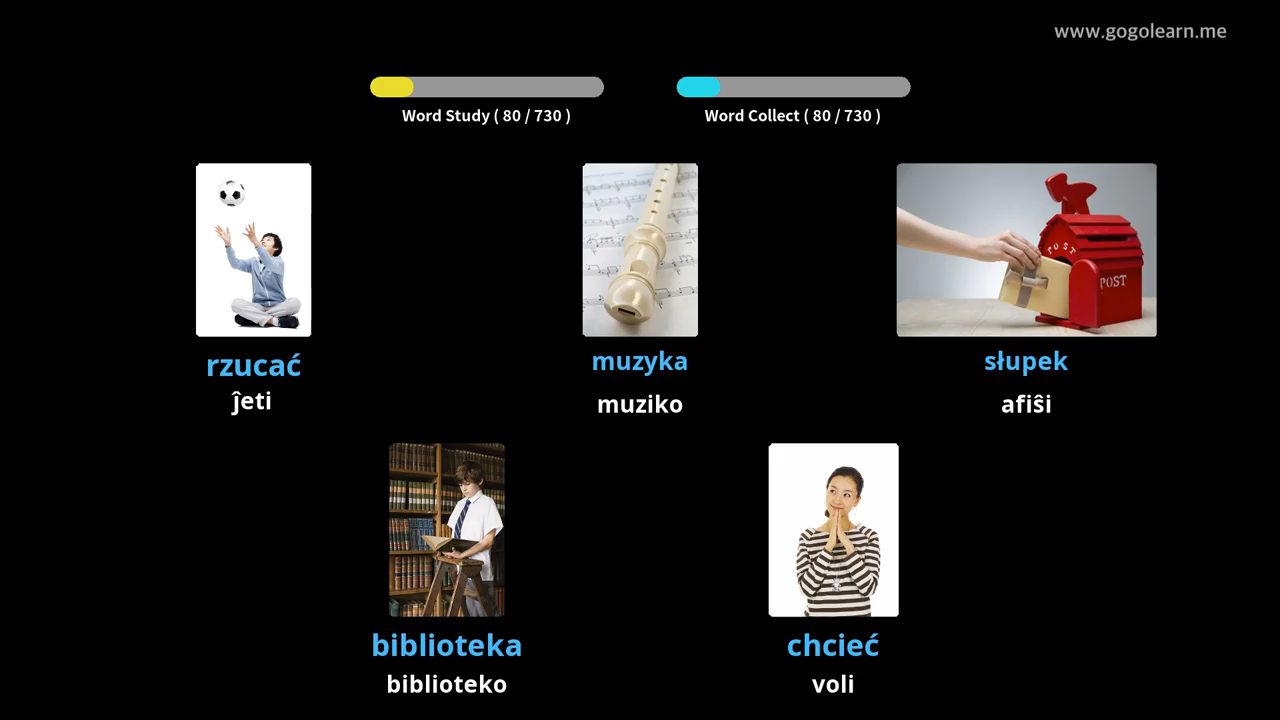 www.gogolearn.me
Word Study ( 80 / 730 )
Word Collect ( 80 / 730 )
POST
POST
rzucać
ĵeti
muzyka
muziko
słupek
afiŝi
biblioteka
biblioteko
chcieć
voli